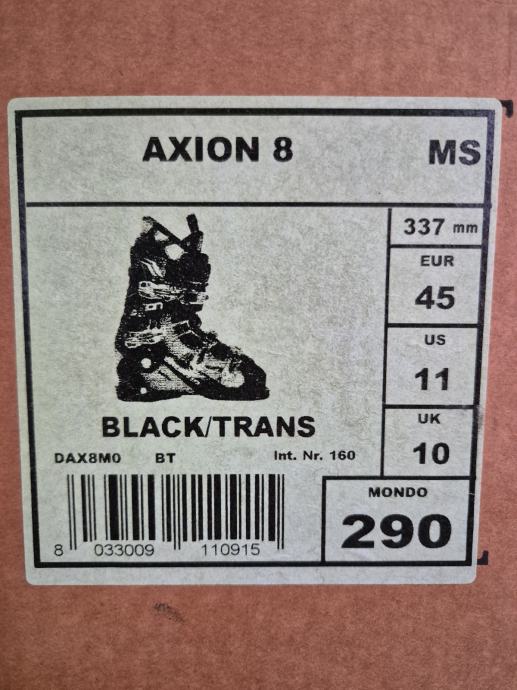 AXION 8 MS
337 mm
EUR
45
US
11
UK
10
BLACK/TRANS
DAX8M0 BT Int. Nr. 160
MONDO
290
8 033009 110915